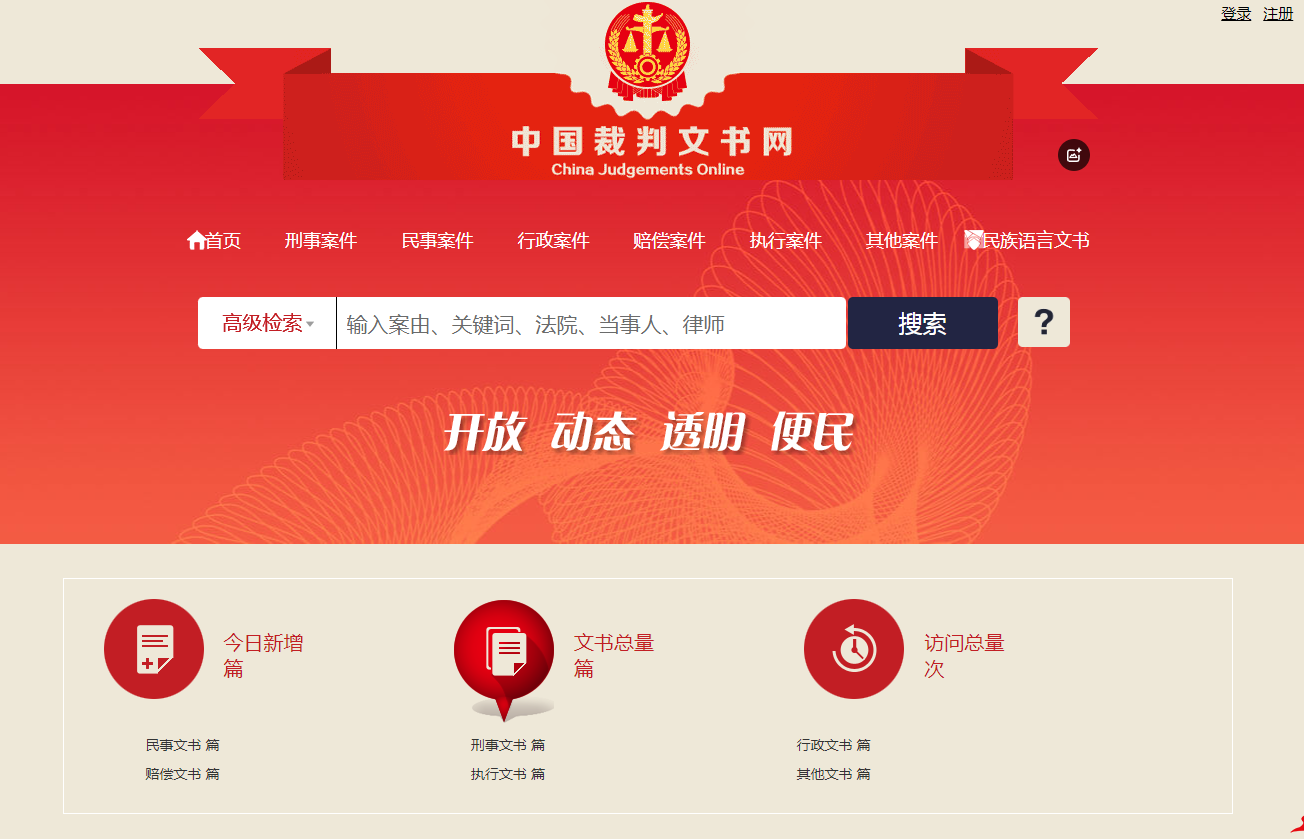 登录 注册
中国裁判文书网
China Judgements Online
首页 刑事案件 民事案件 行政案件 赔偿案件 执行案件 其他案件 民族语言文书
高级检索 输入案由、关键词、法院、当事人、律师 搜索 ?
开放 动态 透明 便民
今日新增 文书总量 访问总量
篇 篇 次
民事文书 篇 刑事文书 篇 行政文书 篇
赔偿文书 篇 执行文书 篇 其他文书 篇